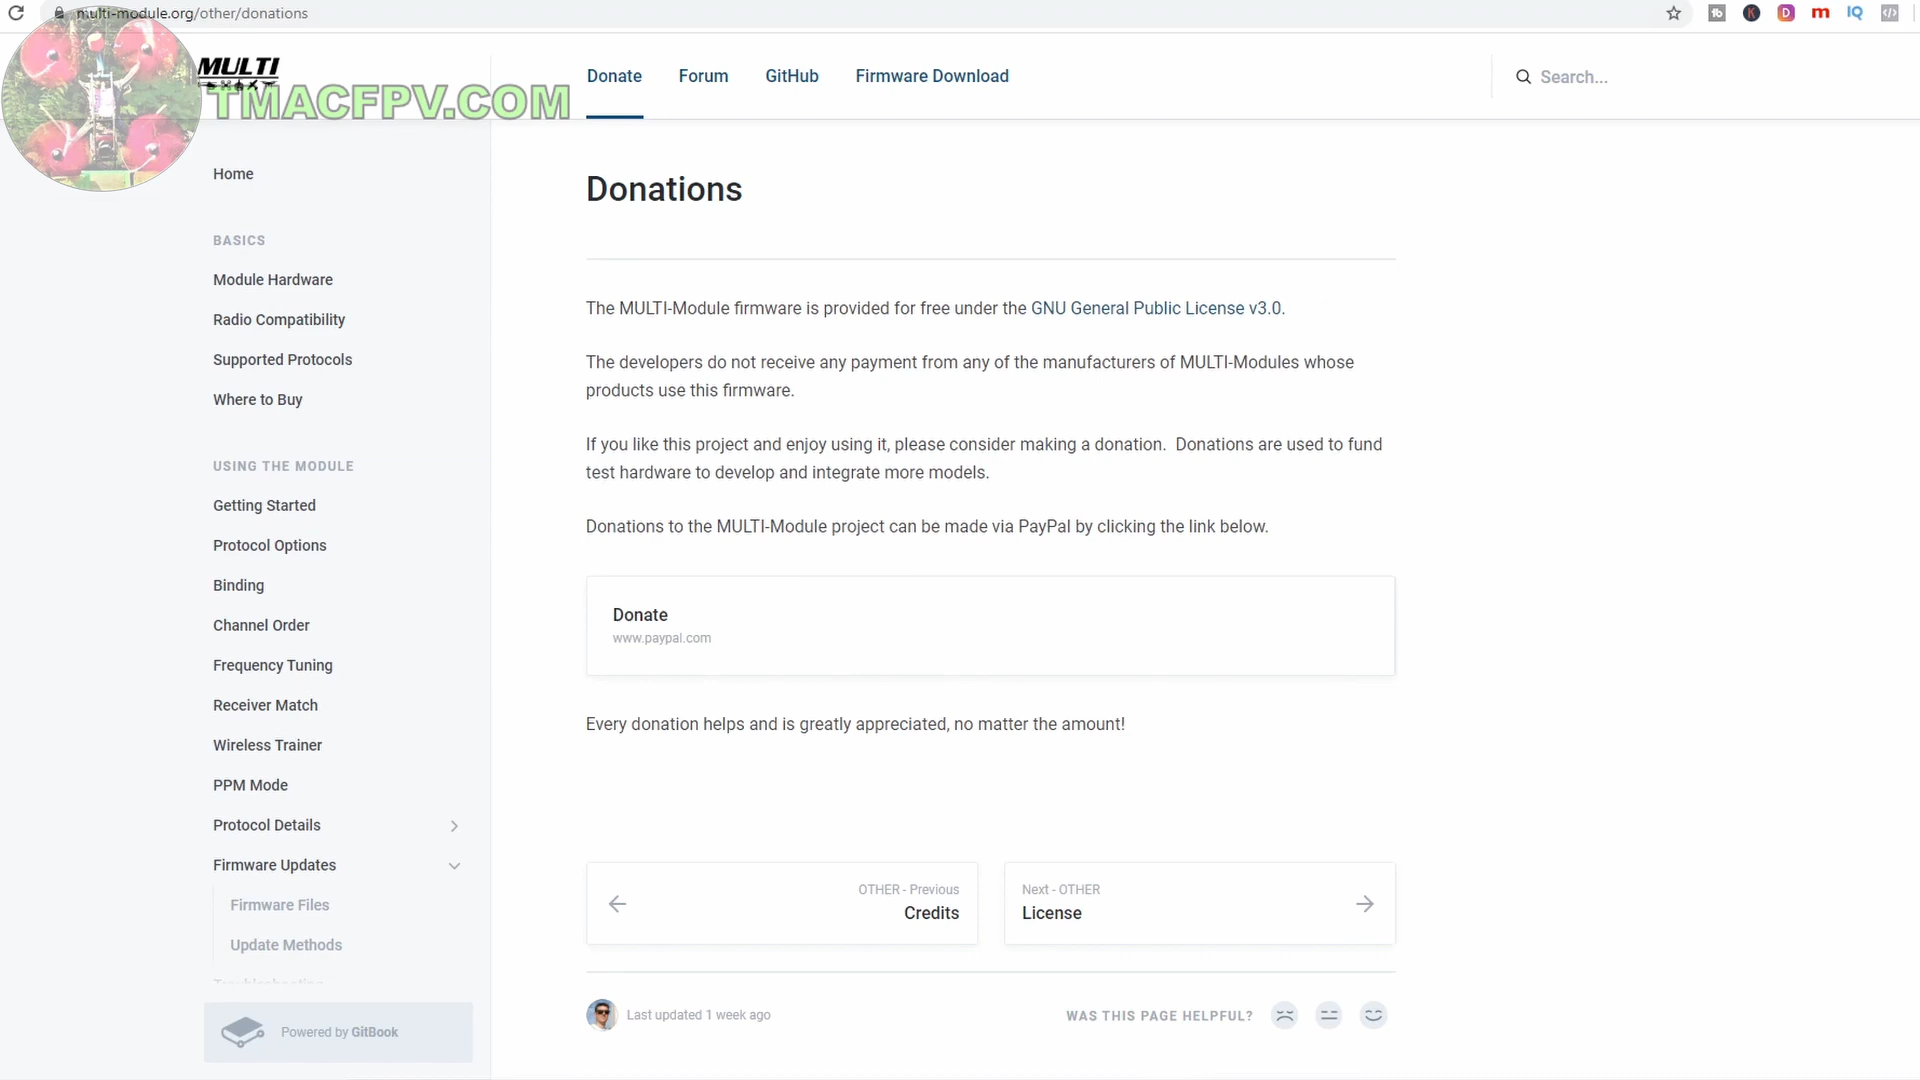 multi-module.org/other/donations
MULTI
TMACFPV.COM
Donate
Forum
GitHub
Firmware Download
Search...
Home
BASICS
Module Hardware
Radio Compatibility
Supported Protocols
Where to Buy
USING THE MODULE
Getting Started
Protocol Options
Binding
Channel Order
Frequency Tuning
Receiver Match
Wireless Trainer
PPM Mode
Protocol Details
Firmware Updates
Firmware Files
Update Methods
Troubleshooting
Powered by GitBook
Donations
The MULTI-Module firmware is provided for free under the GNU General Public License v3.0.
The developers do not receive any payment from any of the manufacturers of MULTI-Modules whose
products use this firmware.
If you like this project and enjoy using it, please consider making a donation. Donations are used to fund
test hardware to develop and integrate more models.
Donations to the MULTI-Module project can be made via PayPal by clicking the link below.
Donate
www.paypal.com
Every donation helps and is greatly appreciated, no matter the amount!
OTHER - Previous
Credits
Next - OTHER
License
Last updated 1 week ago
WAS THIS PAGE HELPFUL?